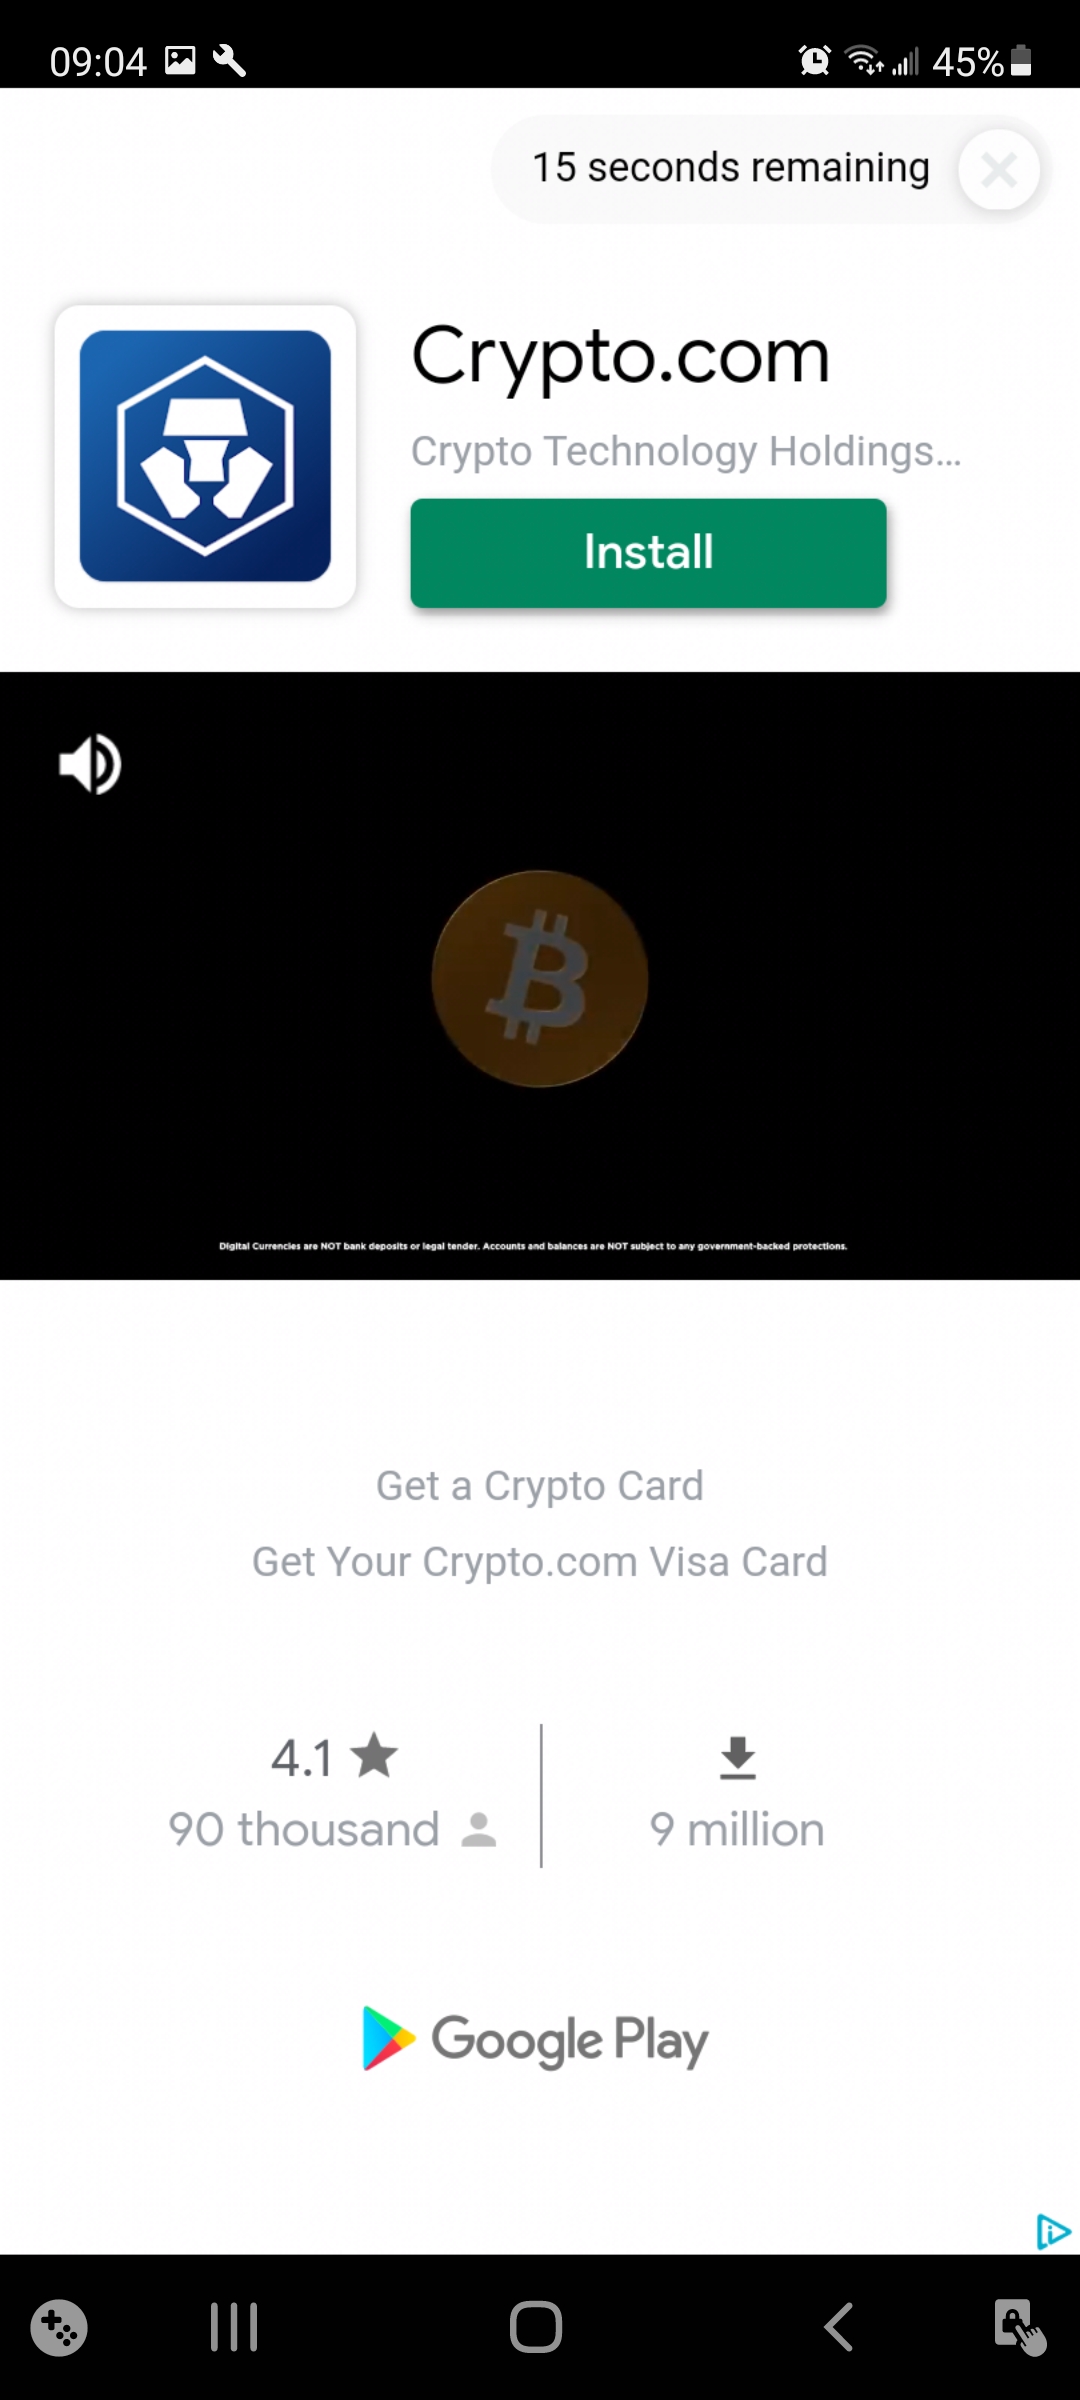 09:04
45%
15 seconds remaining
Crypto.com
Crypto Technology Holdings...
Install
Digital Currencies are NOT bank deposits or legal tender. Accounts and balances are NOT subject to any government-backed protections.
Get a Crypto Card
Get Your Crypto.com Visa Card
4.1
90 thousand
9 million
Google Play